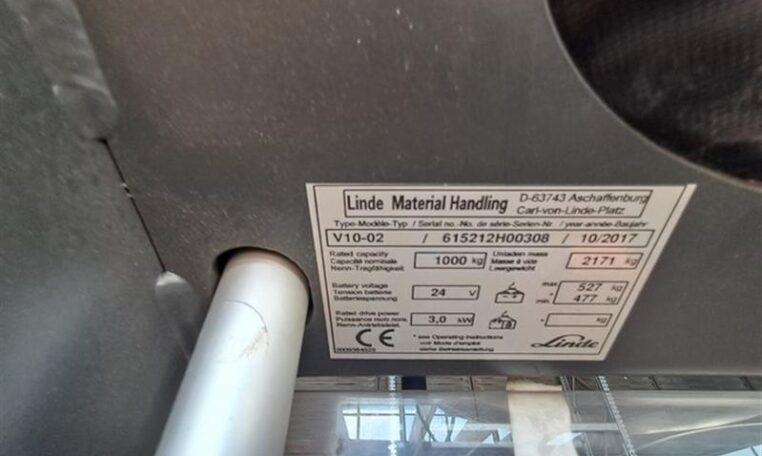 Linde Material Handling
D-63743 Aschaffenburg
Carl-von-Linde-Platz
Type-Modèle-Typ / Serial no.-No. de série-Serien-Nr. / year-année-Baujahr
V10-02 / 615212H00308 / 10/2017
Rated capacity
Capacité nominale
Nenn-Tragfähigkeit
1000 kg
Unladen mass
Masse à vide
Leergewicht
2171 kg
Battery voltage
Tension batterie
Batteriespannung
24 V
max 527 kg
min 477 kg
Rated drive power
Puissance motr.nom.
Nenn-Antriebsleist.
3,0 kW
* kg
CE
* see Operating instructions
voir Mode d'emploi
siehe Betriebsanleitung
Linde